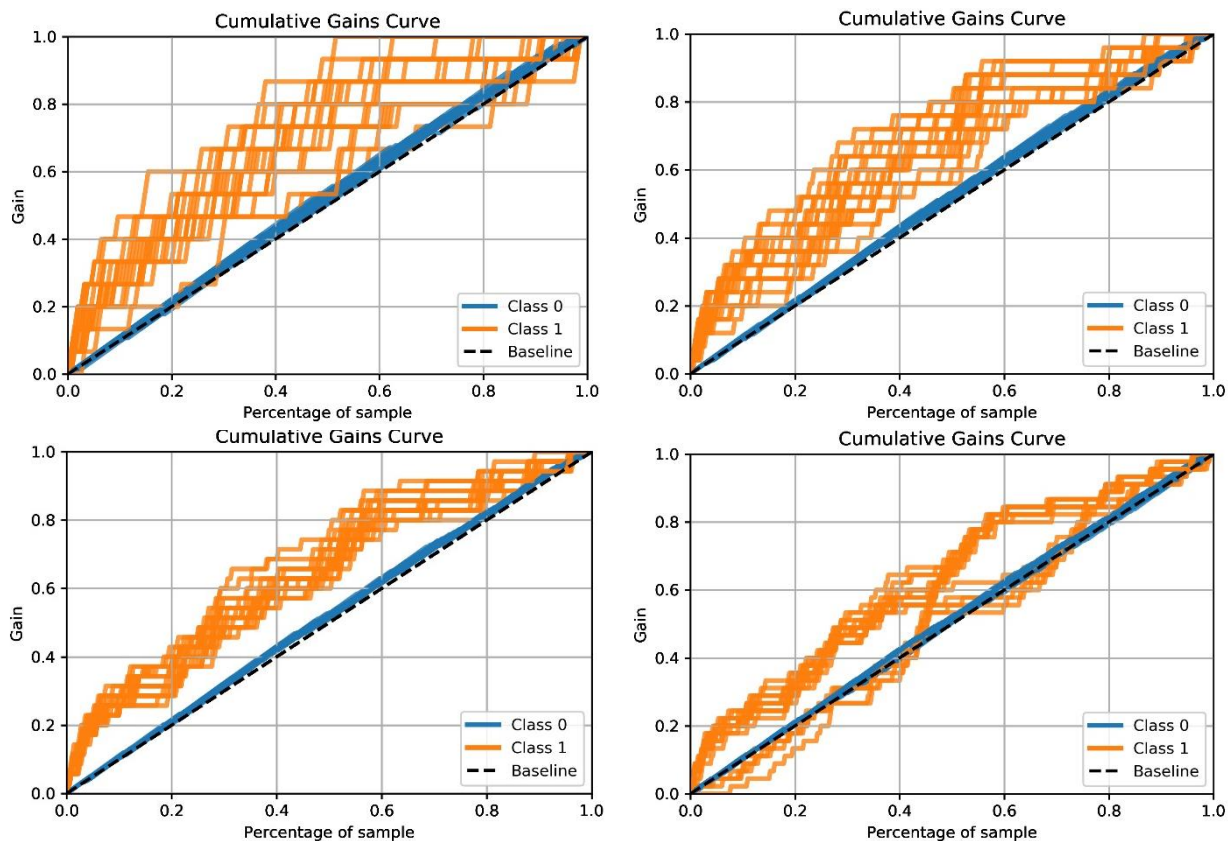 Cumulative Gains Curve
1.0
0.8
0.6
0.4
0.2
0.0
Gain
0.0 0.2 0.4 0.6 0.8 1.0
Percentage of sample
Class 0
Class 1
Baseline
Cumulative Gains Curve
1.0
0.8
0.6
0.4
0.2
0.0
Gain
0.0 0.2 0.4 0.6 0.8 1.0
Percentage of sample
Class 0
Class 1
Baseline
Cumulative Gains Curve
1.0
0.8
0.6
0.4
0.2
0.0
Gain
0.0 0.2 0.4 0.6 0.8 1.0
Percentage of sample
Class 0
Class 1
Baseline
Cumulative Gains Curve
1.0
0.8
0.6
0.4
0.2
0.0
Gain
0.0 0.2 0.4 0.6 0.8 1.0
Percentage of sample
Class 0
Class 1
Baseline